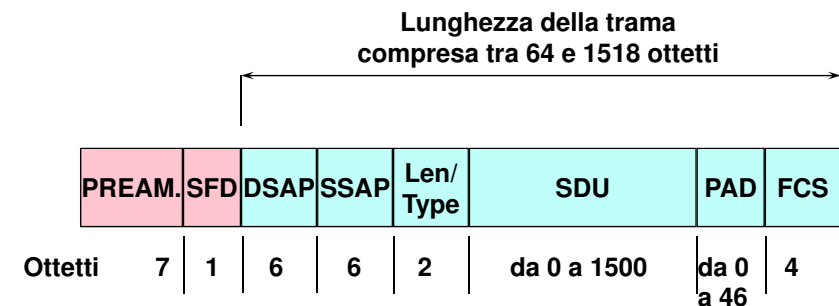 Lunghezza della trama
compresa tra 64 e 1518 ottetti
PREAM. SFD DSAP SSAP Len/ Type SDU PAD FCS
Ottetti 7 1 6 6 2 da 0 a 1500 da 0 a 46 4